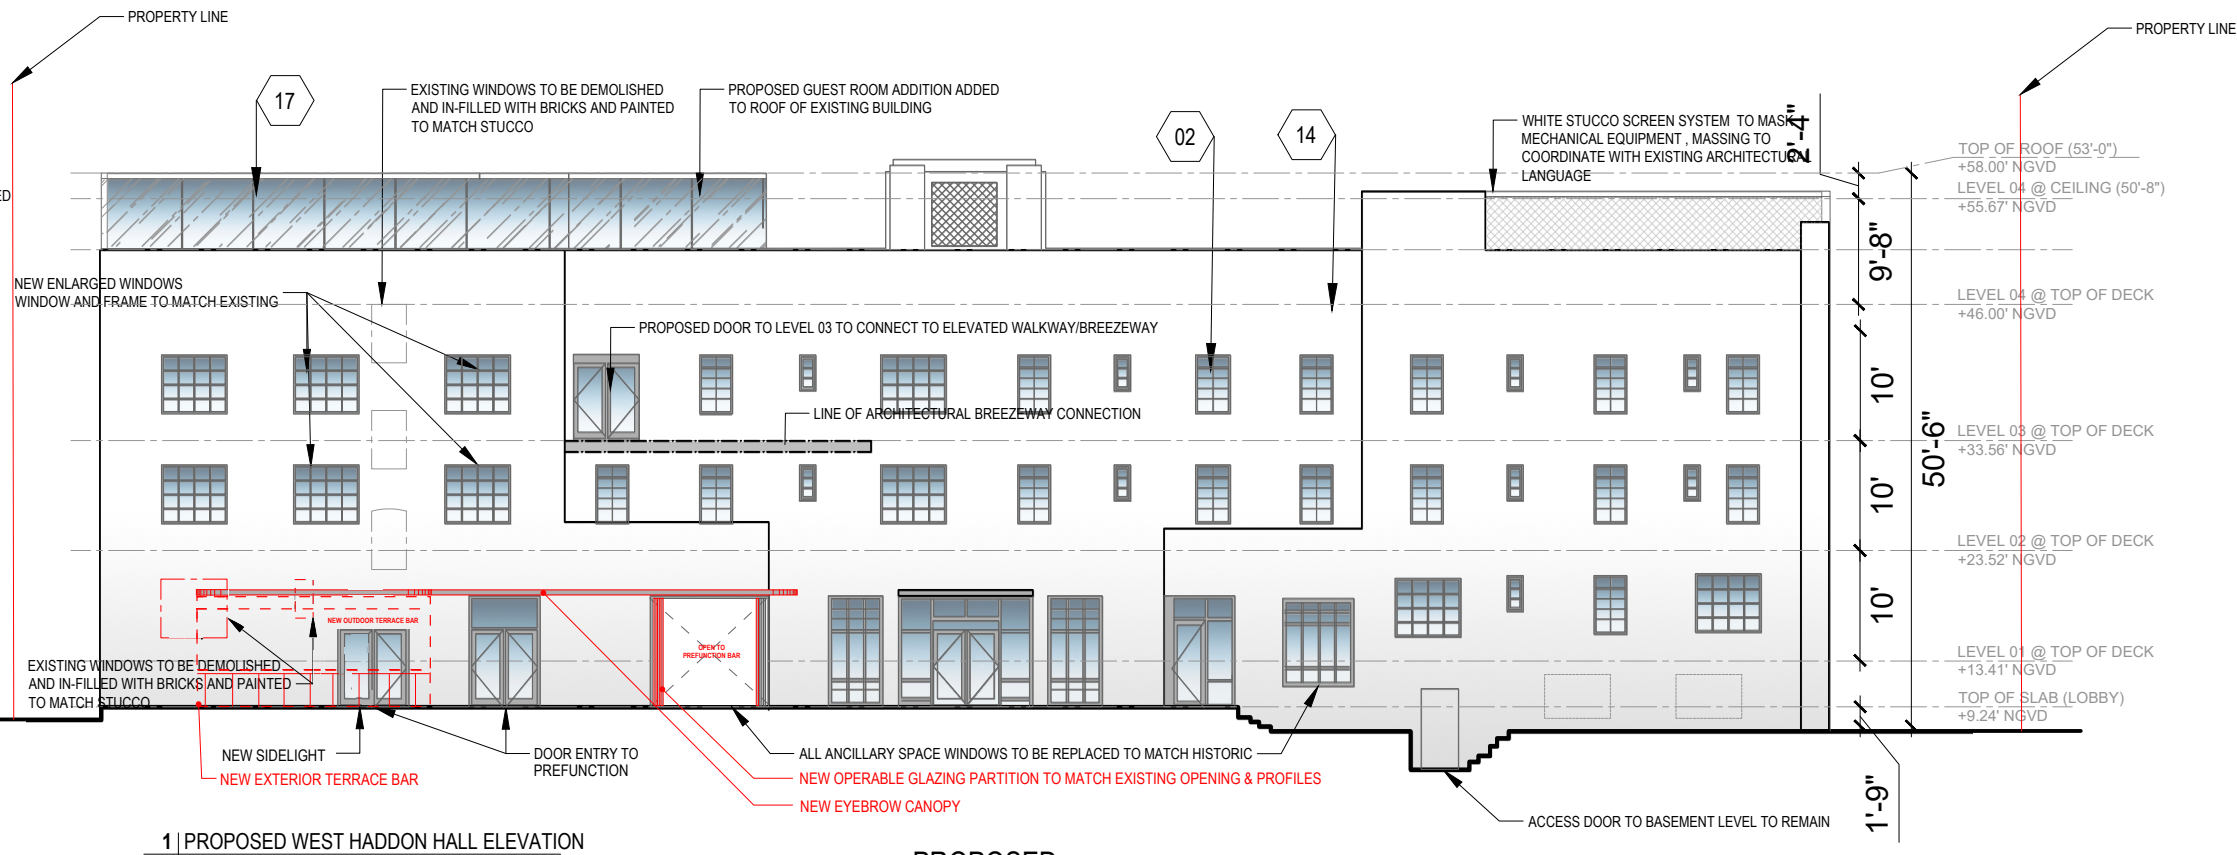 PROPERTY LINE
PROPERTY LINE
17
EXISTING WINDOWS TO BE DEMOLISHED
AND IN-FILLED WITH BRICKS AND PAINTED
TO MATCH STUCCO
PROPOSED GUEST ROOM ADDITION ADDED
TO ROOF OF EXISTING BUILDING
02
14
WHITE STUCCO SCREEN SYSTEM TO MASK
MECHANICAL EQUIPMENT , MASSING TO
COORDINATE WITH EXISTING ARCHITECTURAL
LANGUAGE
2'-4"
TOP OF ROOF (53'-0")
+58.00' NGVD
LEVEL 04 @ CEILING (50'-8")
+55.67' NGVD
ED
9'-8"
NEW ENLARGED WINDOWS
WINDOW AND FRAME TO MATCH EXISTING
LEVEL 04 @ TOP OF DECK
+46.00' NGVD
PROPOSED DOOR TO LEVEL 03 TO CONNECT TO ELEVATED WALKWAY/BREEZEWAY
10'
LINE OF ARCHITECTURAL BREEZEWAY CONNECTION
LEVEL 03 @ TOP OF DECK
+33.56' NGVD
50'-6"
10'
LEVEL 02 @ TOP OF DECK
+23.52' NGVD
10'
NEW OUTDOOR TERRACE BAR
OPEN TO
PREFUNCTION BAR
EXISTING WINDOWS TO BE DEMOLISHED
AND IN-FILLED WITH BRICKS AND PAINTED
TO MATCH STUCCO
LEVEL 01 @ TOP OF DECK
+13.41' NGVD
TOP OF SLAB (LOBBY)
+9.24' NGVD
1'-9"
NEW SIDELIGHT
DOOR ENTRY TO
PREFUNCTION
ALL ANCILLARY SPACE WINDOWS TO BE REPLACED TO MATCH HISTORIC
NEW EXTERIOR TERRACE BAR
NEW OPERABLE GLAZING PARTITION TO MATCH EXISTING OPENING & PROFILES
NEW EYEBROW CANOPY
ACCESS DOOR TO BASEMENT LEVEL TO REMAIN
1 PROPOSED WEST HADDON HALL ELEVATION
PROPOSED